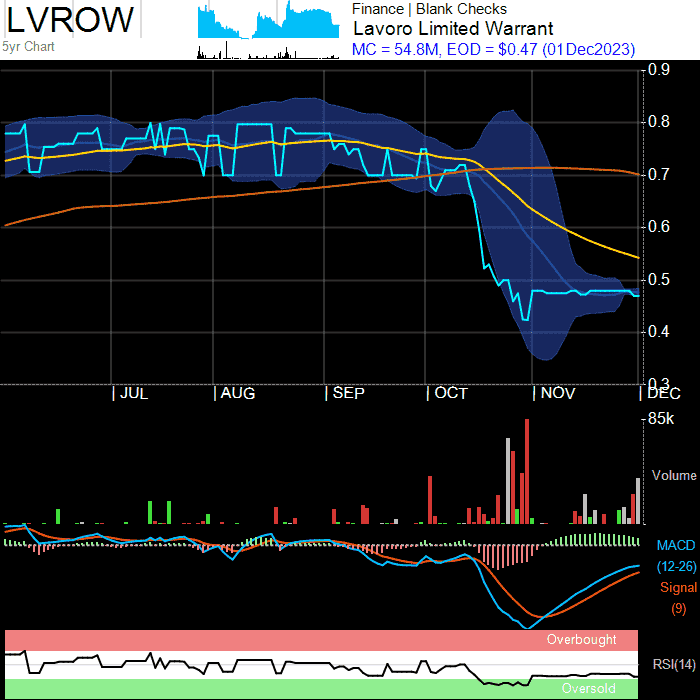 LVROW
5yr Chart
Finance | Blank Checks
Lavoro Limited Warrant
MC = 54.8M, EOD = $0.47 (01Dec2023)
0.9
0.8
0.7
0.6
0.5
0.4
0.3
JUL
AUG
SEP
OCT
NOV
DEC
85k
Volume
MACD
(12-26)
Signal
(9)
Overbought
RSI(14)
Oversold